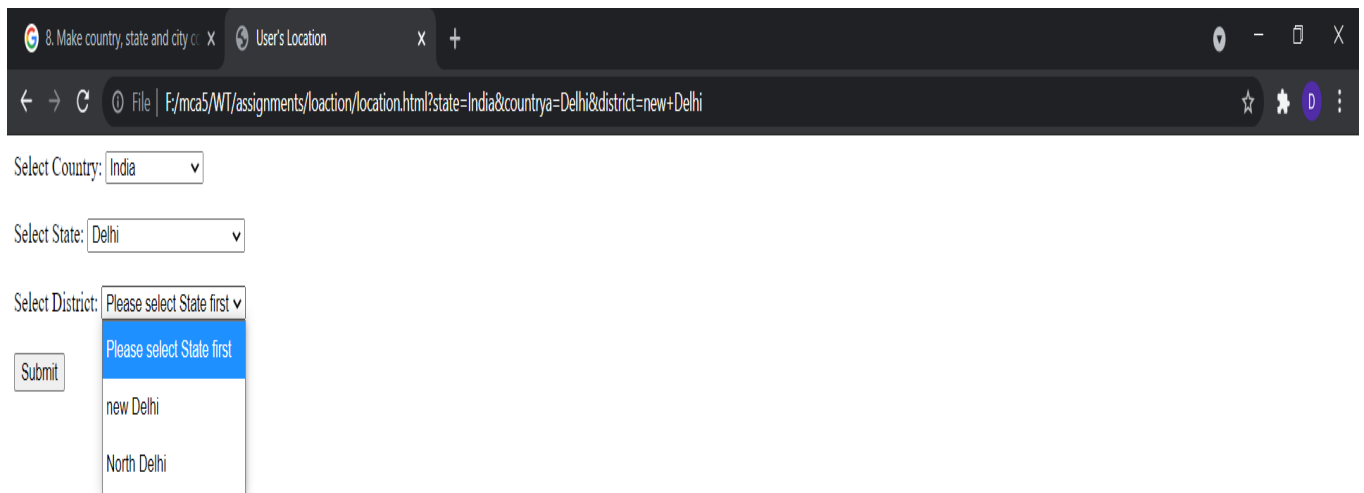 8. Make country, state and city co
User's Location
File | F:/mca5/WT/assignments/loaction/location.html?state=India&countrya=Delhi&district=new+Delhi
D
Select Country: India
Select State: Delhi
Select District: Please select State first
Please select State first
new Delhi
North Delhi
Submit